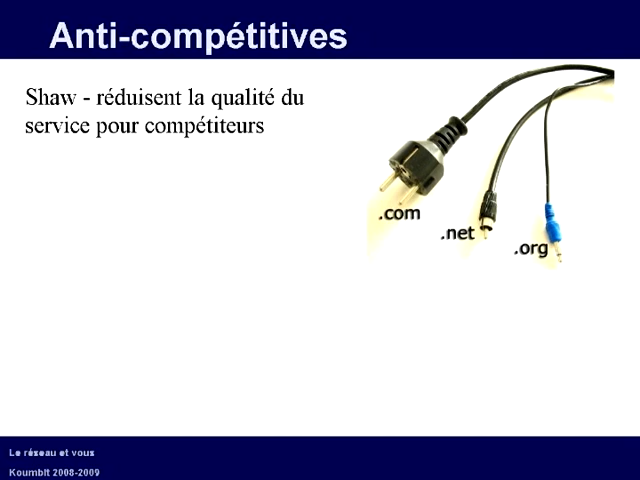 Anti-compétitives
Shaw - réduisent la qualité du
service pour compétiteurs
.com
.net
.org
Le réseau et vous
Koumbit 2008-2009